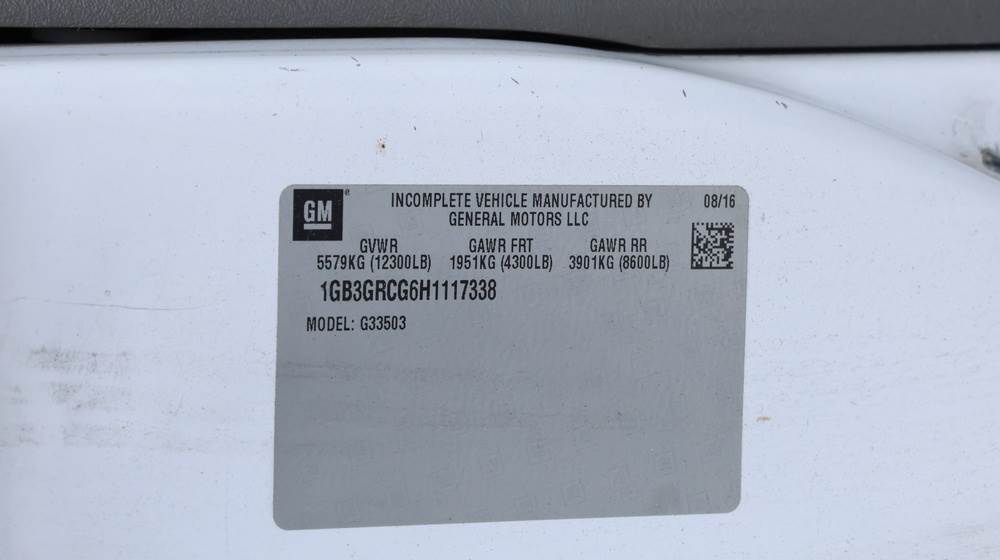 GM
INCOMPLETE VEHICLE MANUFACTURED BY 08/16
GENERAL MOTORS LLC
GVWR GAWR FRT GAWR RR
5579KG (12300LB) 1951KG (4300LB) 3901KG (8600LB)
1GB3GRCG6H1117338
MODEL: G33503